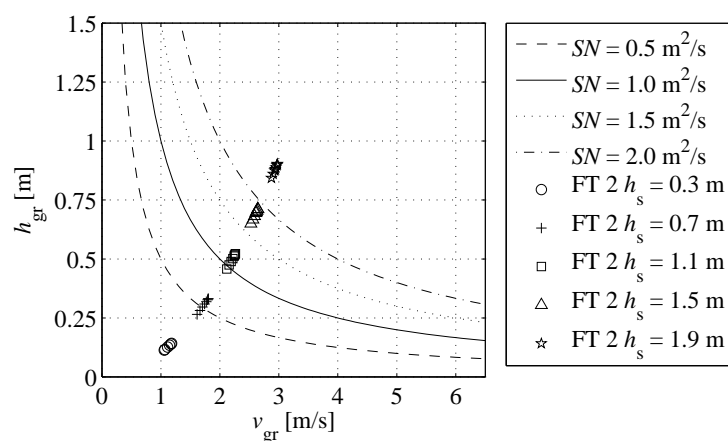 1.5
1.25
1
0.75
0.5
0.25
0
0 1 2 3 4 5 6
h_gr [m]
v_gr [m/s]
SN = 0.5 m²/s
SN = 1.0 m²/s
SN = 1.5 m²/s
SN = 2.0 m²/s
FT 2 h_s = 0.3 m
FT 2 h_s = 0.7 m
FT 2 h_s = 1.1 m
FT 2 h_s = 1.5 m
FT 2 h_s = 1.9 m